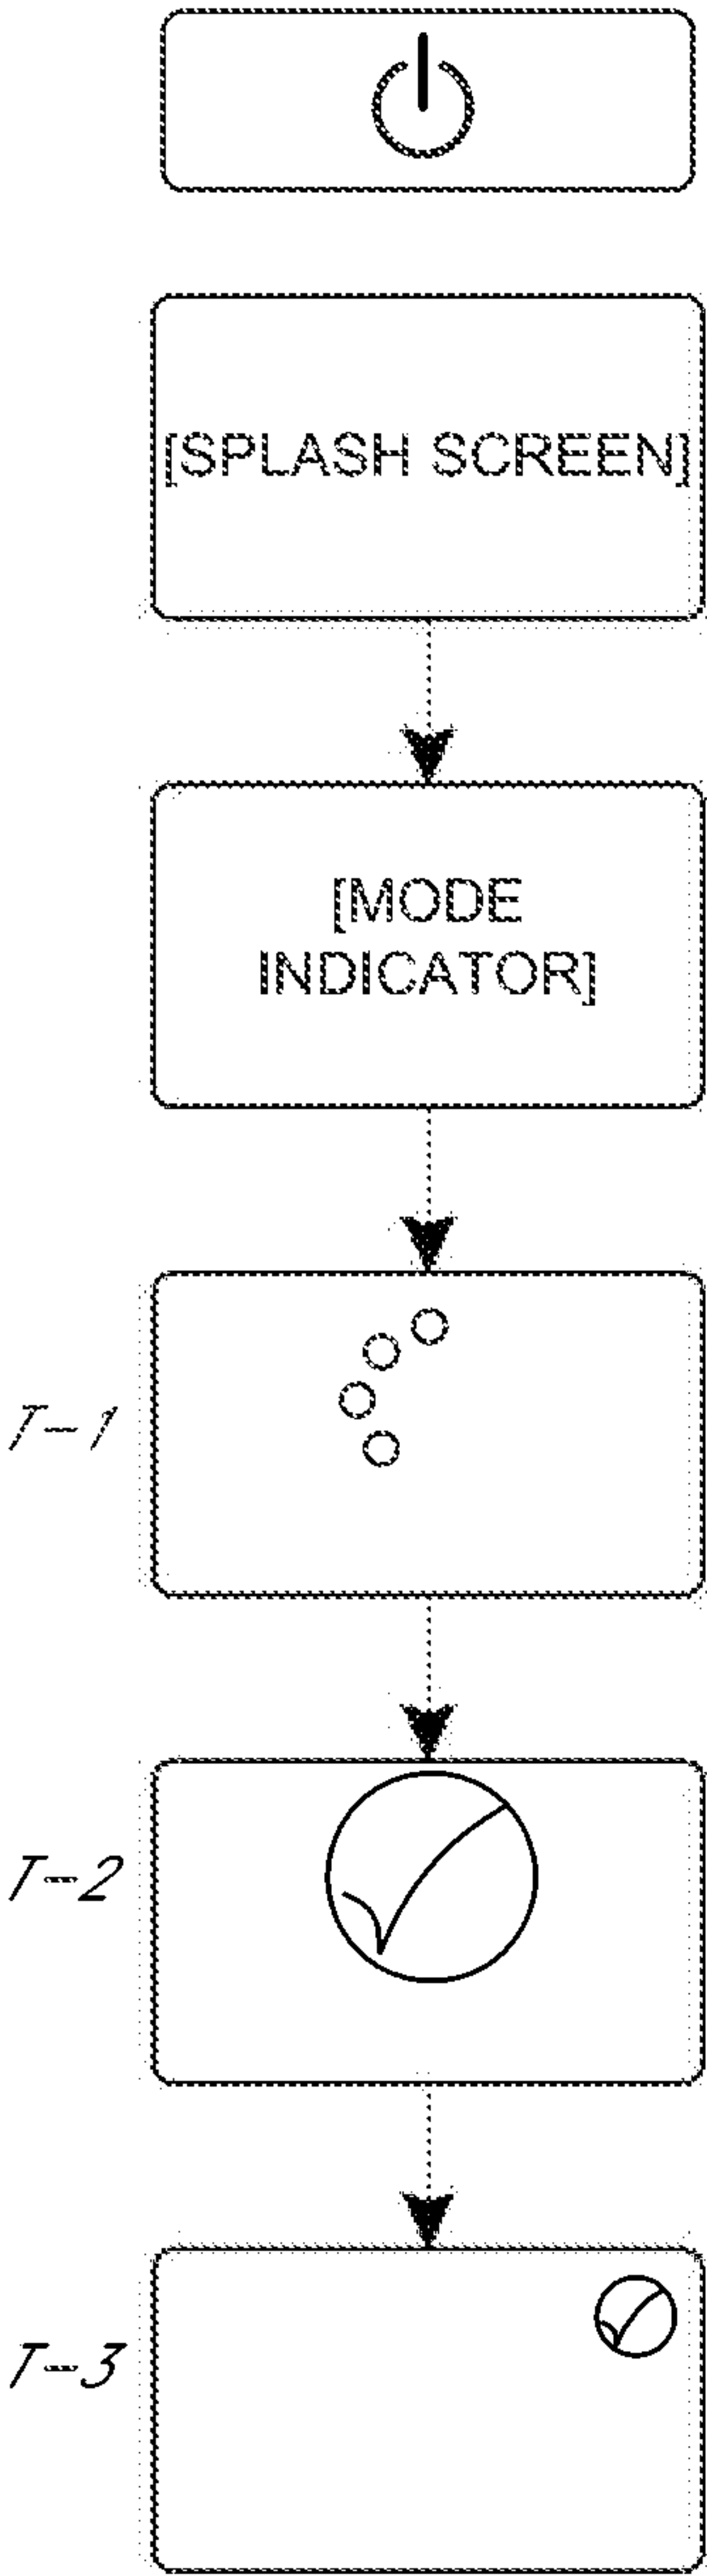 [SPLASH SCREEN]
[MODE
INDICATOR]
T-1
T-2
T-3